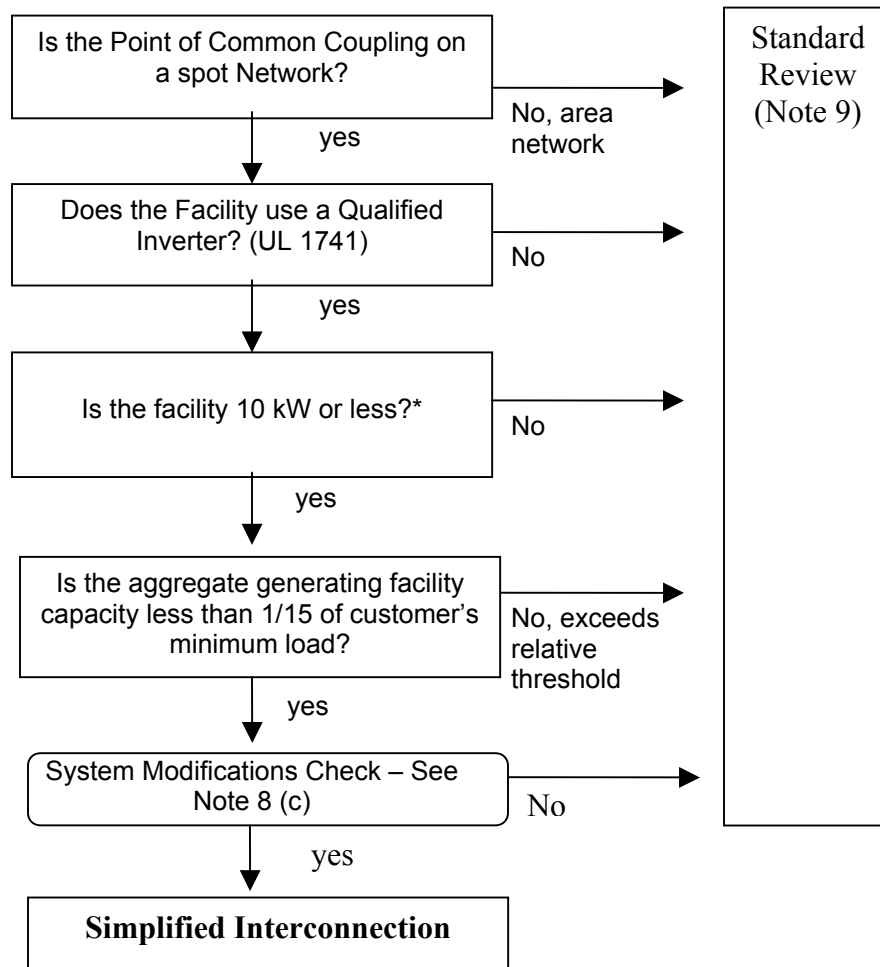 Is the Point of Common Coupling on
a spot Network?
Standard
Review
(Note 9)
No, area
network
yes
Does the Facility use a Qualified
Inverter? (UL 1741)
No
yes
Is the facility 10 kW or less?*
No
yes
Is the aggregate generating facility
capacity less than 1/15 of customer’s
minimum load?
No, exceeds
relative
threshold
yes
System Modifications Check – See
Note 8 (c)
No
yes
Simplified Interconnection